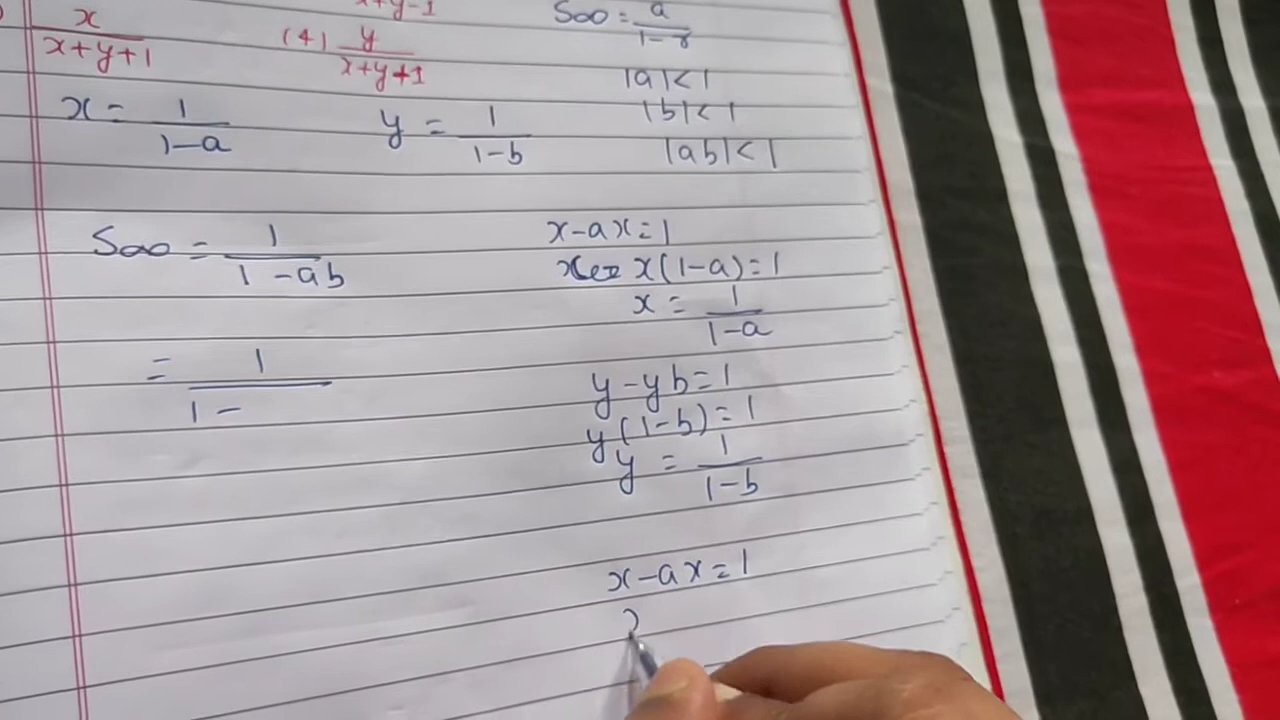 x+y-1
S∞ = a/(1-r)
x/(x+y+1) (4) y/(x+y+1)
|a|<1
x = 1/(1-a) y = 1/(1-b) |b|<1
|ab|<1
S∞ = 1/(1-ab)
= 1/(1-
x-ax=1
x(1-a)=1
x = 1/(1-a)
y-yb=1
y(1-b)=1
y = 1/(1-b)
x-ax=1